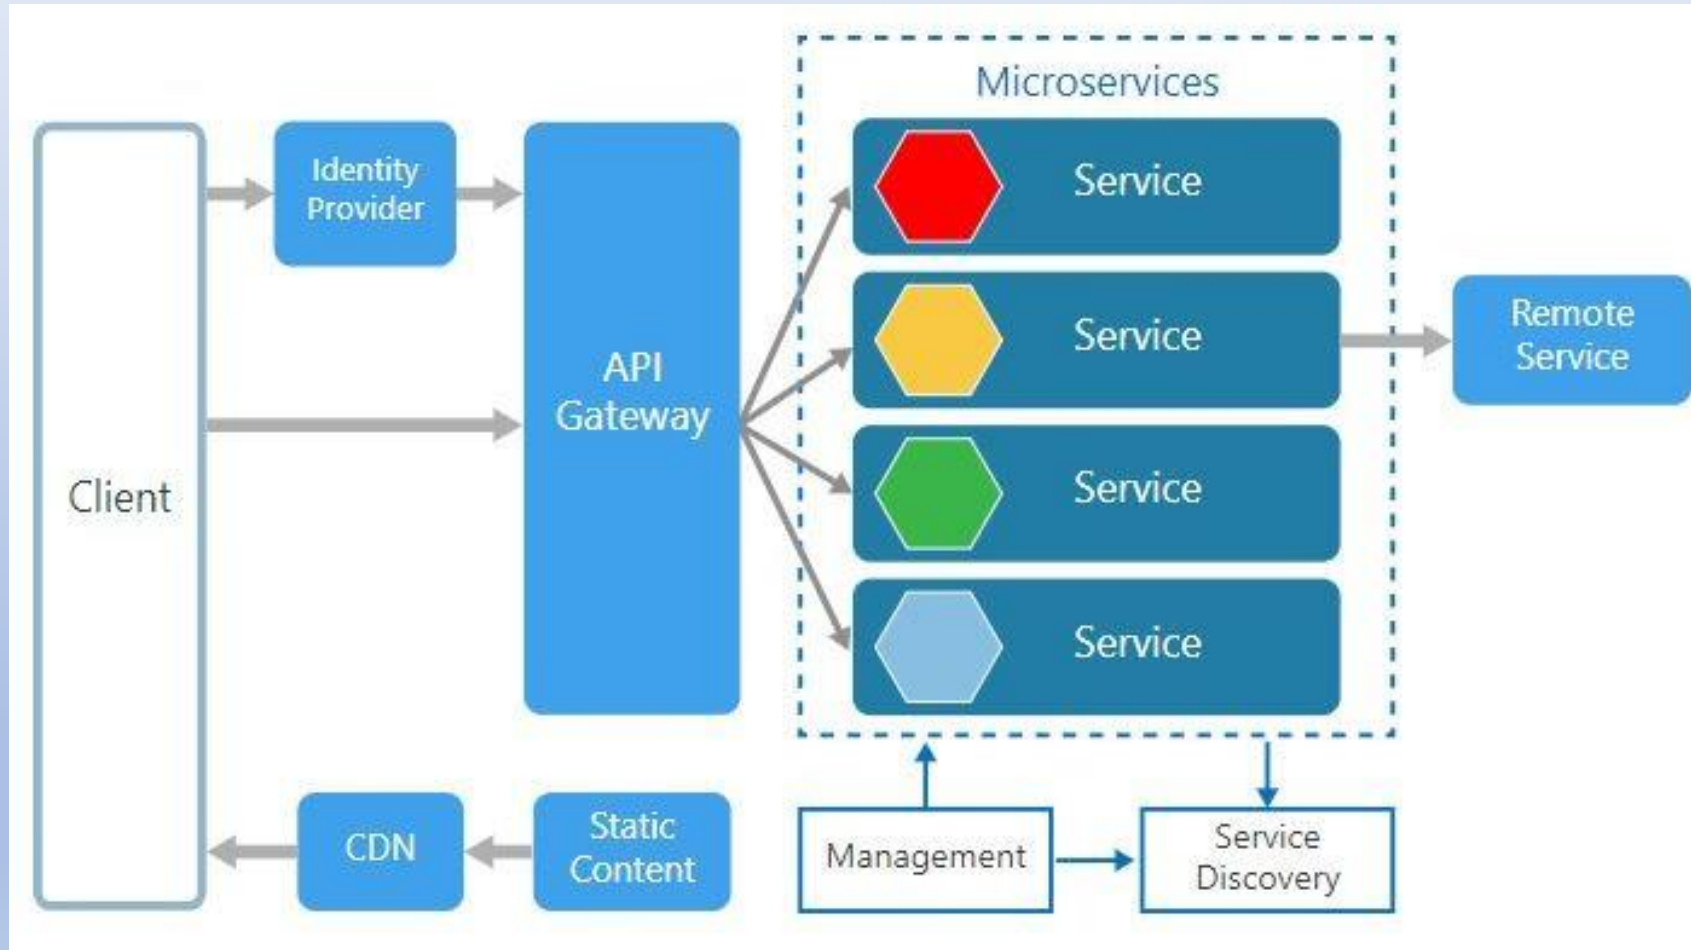 Microservices
Identity
Provider
Service
Service
Remote
Service
API
Gateway
Client
Service
Service
CDN
Static
Content
Management
Service
Discovery